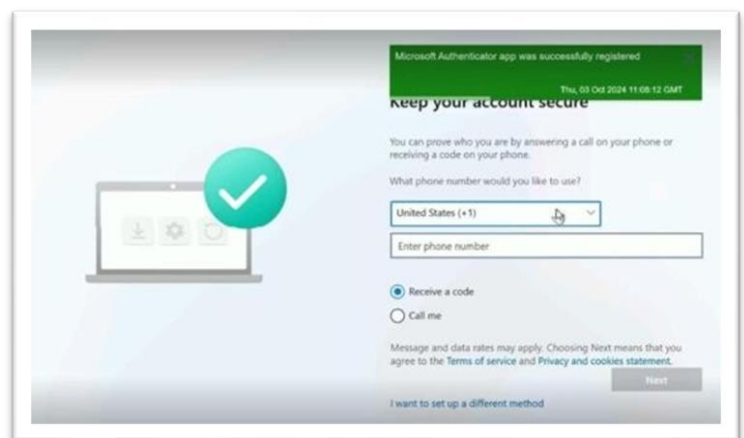 Microsoft Authenticator app was successfully registered
Thu, 03 Oct 2024 11:08:12 GMT
Keep your account secure
You can prove who you are by answering a call on your phone or
receiving a code on your phone.
What phone number would you like to use?
United States (+1)
Enter phone number
Receive a code
Call me
Message and data rates may apply. Choosing Next means that you
agree to the Terms of service and Privacy and cookies statement.
Next
I want to set up a different method